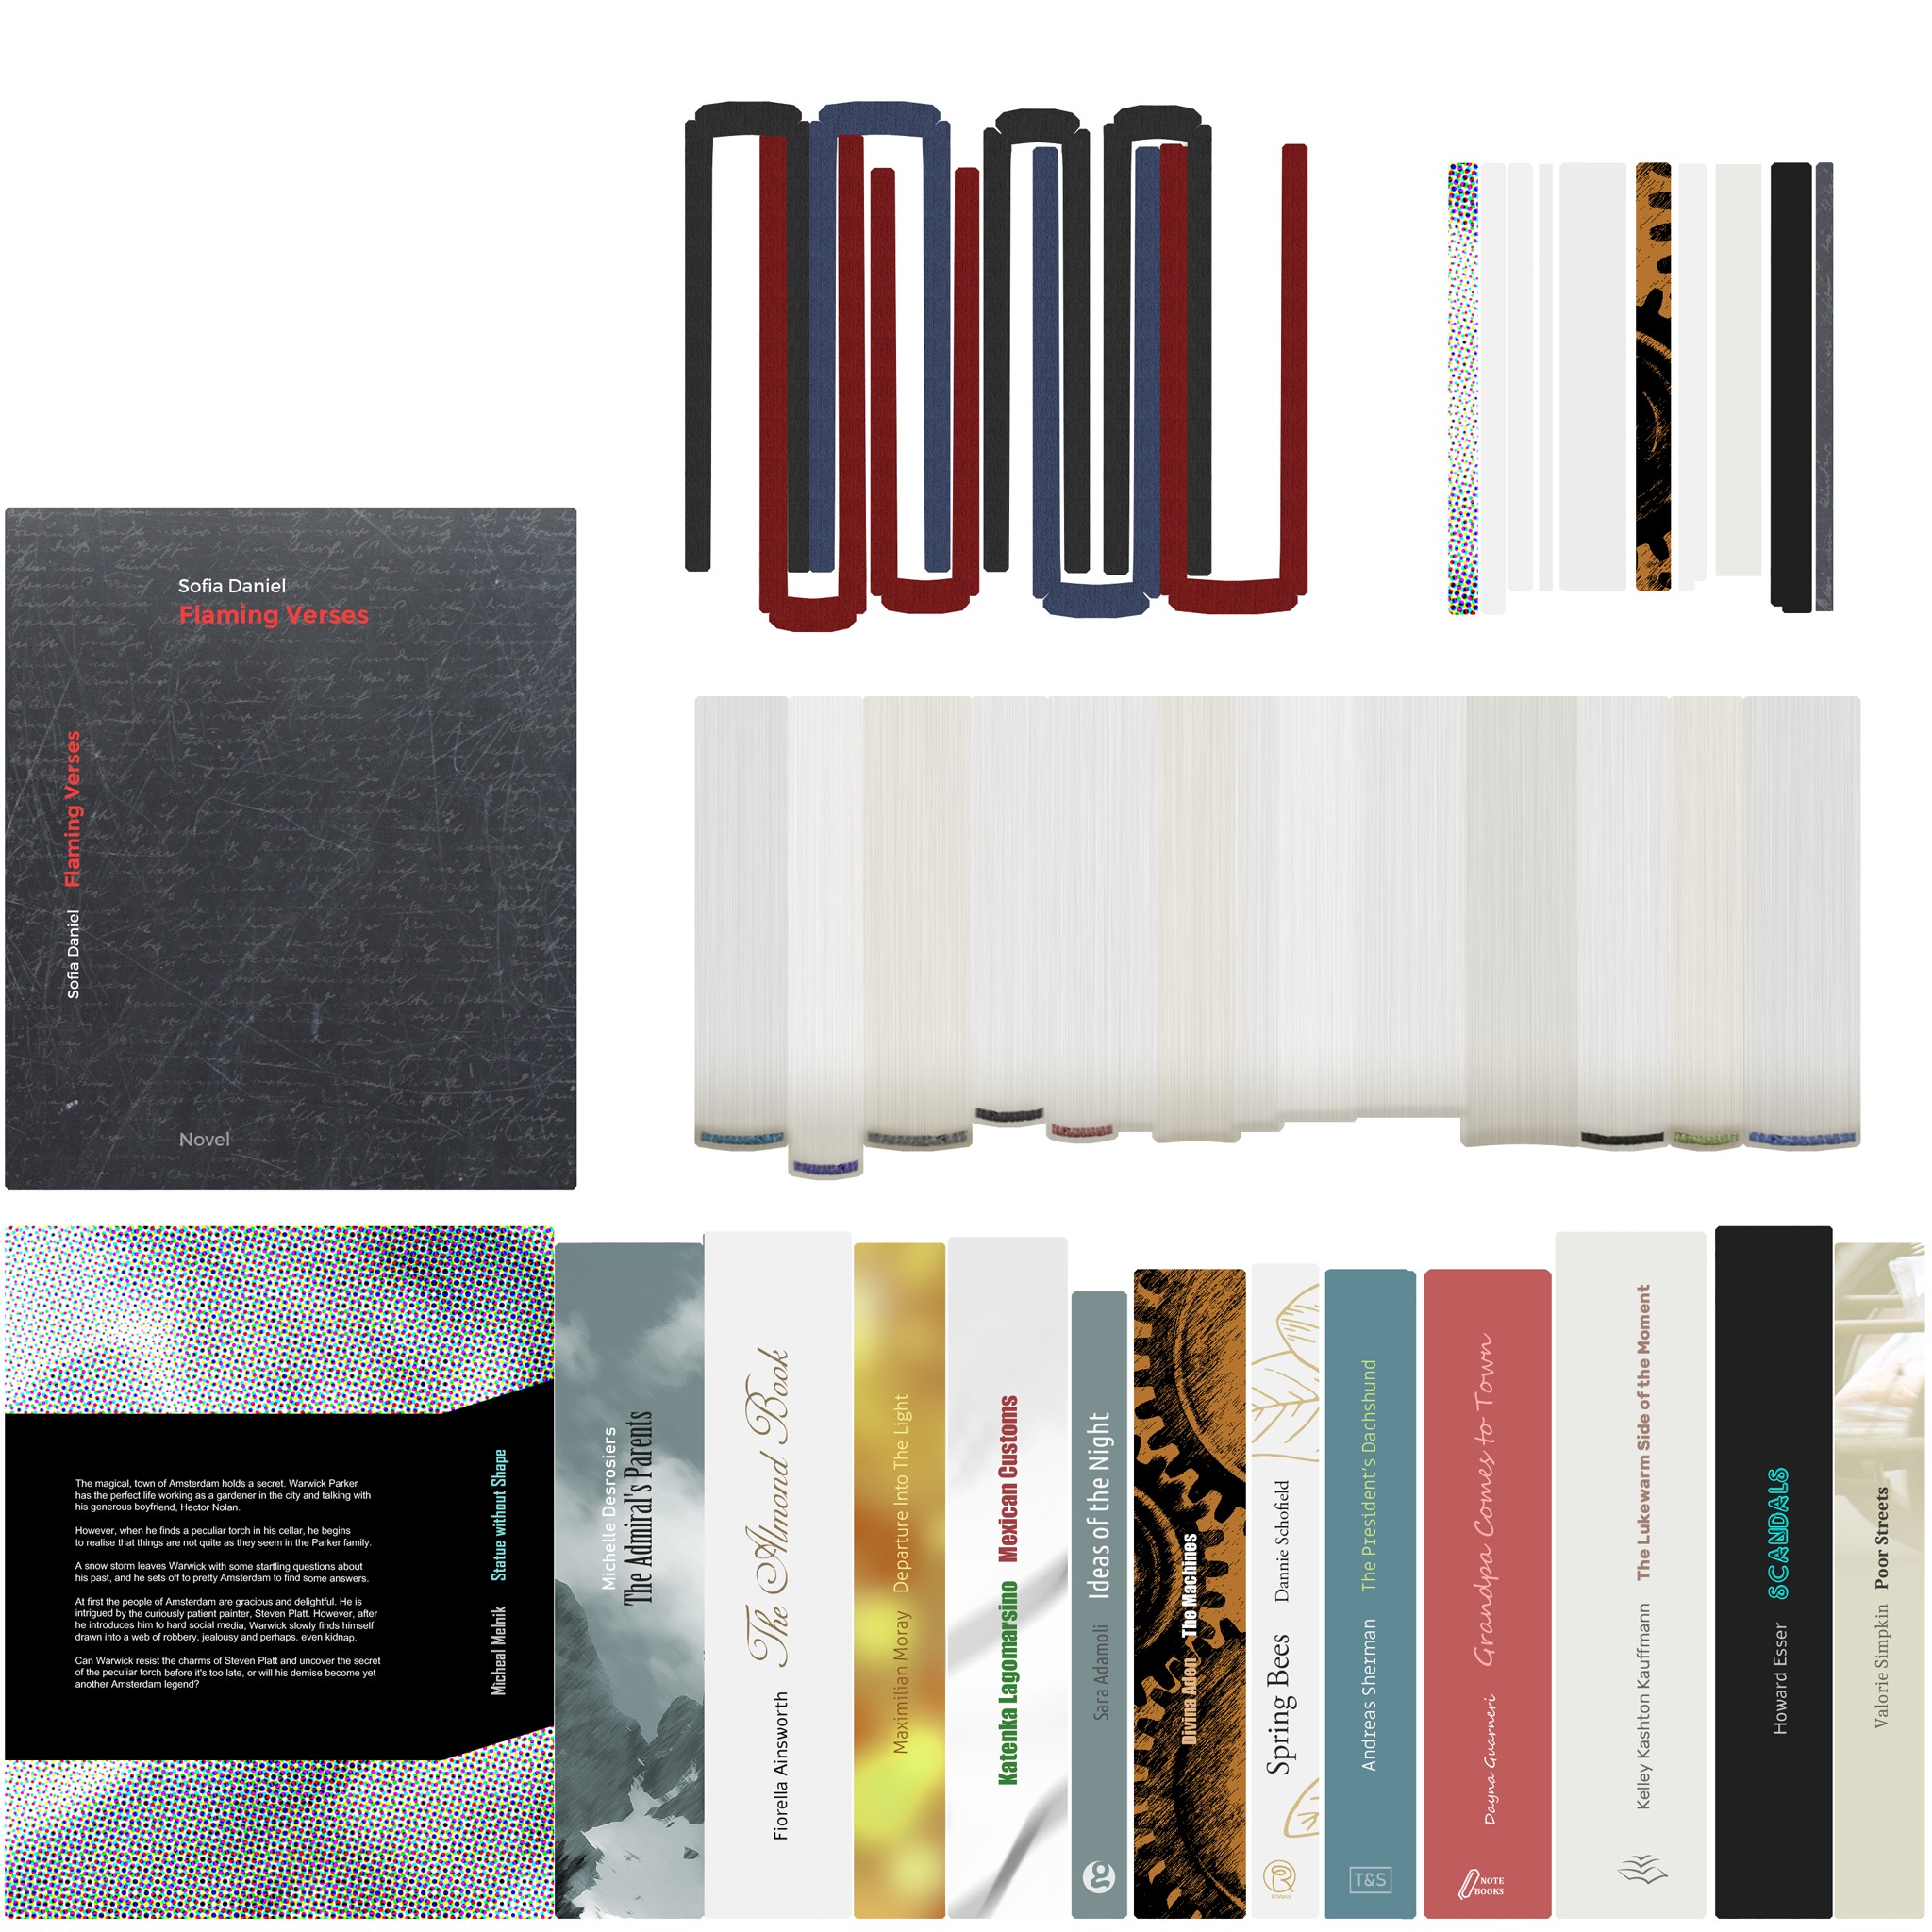 Sofia Daniel
Flaming Verses
Sofia Daniel Flaming Verses
Novel
The magical, town of Amsterdam holds a secret. Warwick Parker
has the perfect life working as a gardener in the city and talking with
his generous boyfriend, Hector Nolan.
However, when he finds a peculiar torch in his cellar, he begins
to realise that things are not quite as they seem in the Parker family.
A snow storm leaves Warwick with some startling questions about
his past, and he sets off to pretty Amsterdam to find some answers.
At first the people of Amsterdam are gracious and delightful. He is
intrigued by the curiously patient painter, Steven Platt. However, after
he introduces him to hard social media, Warwick slowly finds himself
drawn into a web of robbery, jealousy and perhaps, even kidnap.
Can Warwick resist the charms of Steven Platt and uncover the secret
of the peculiar torch before it's too late, or will his demise become yet
another Amsterdam legend?
Micheal Melnik Statue without Shape
Michelle Desrosiers
The Admiral's Parents
Fiorella Ainsworth The Almond Book
Maximilian Moray Departure Into The Light
Katenka Lagomarsino Mexican Customs
Sara Adamoli Ideas of the Night
Divina Aden The Machines
Spring Bees Dannie Schofield
T&S
Andreas Sherman The President's Dachshund
NOTE
BOOKS
Dayna Guarneri Grandpa Comes to Town
Kelley Kashton Kauffmann The Lukewarm Side of the Moment
Howard Esser SCANDALS
Valorie Simpkin Poor Streets